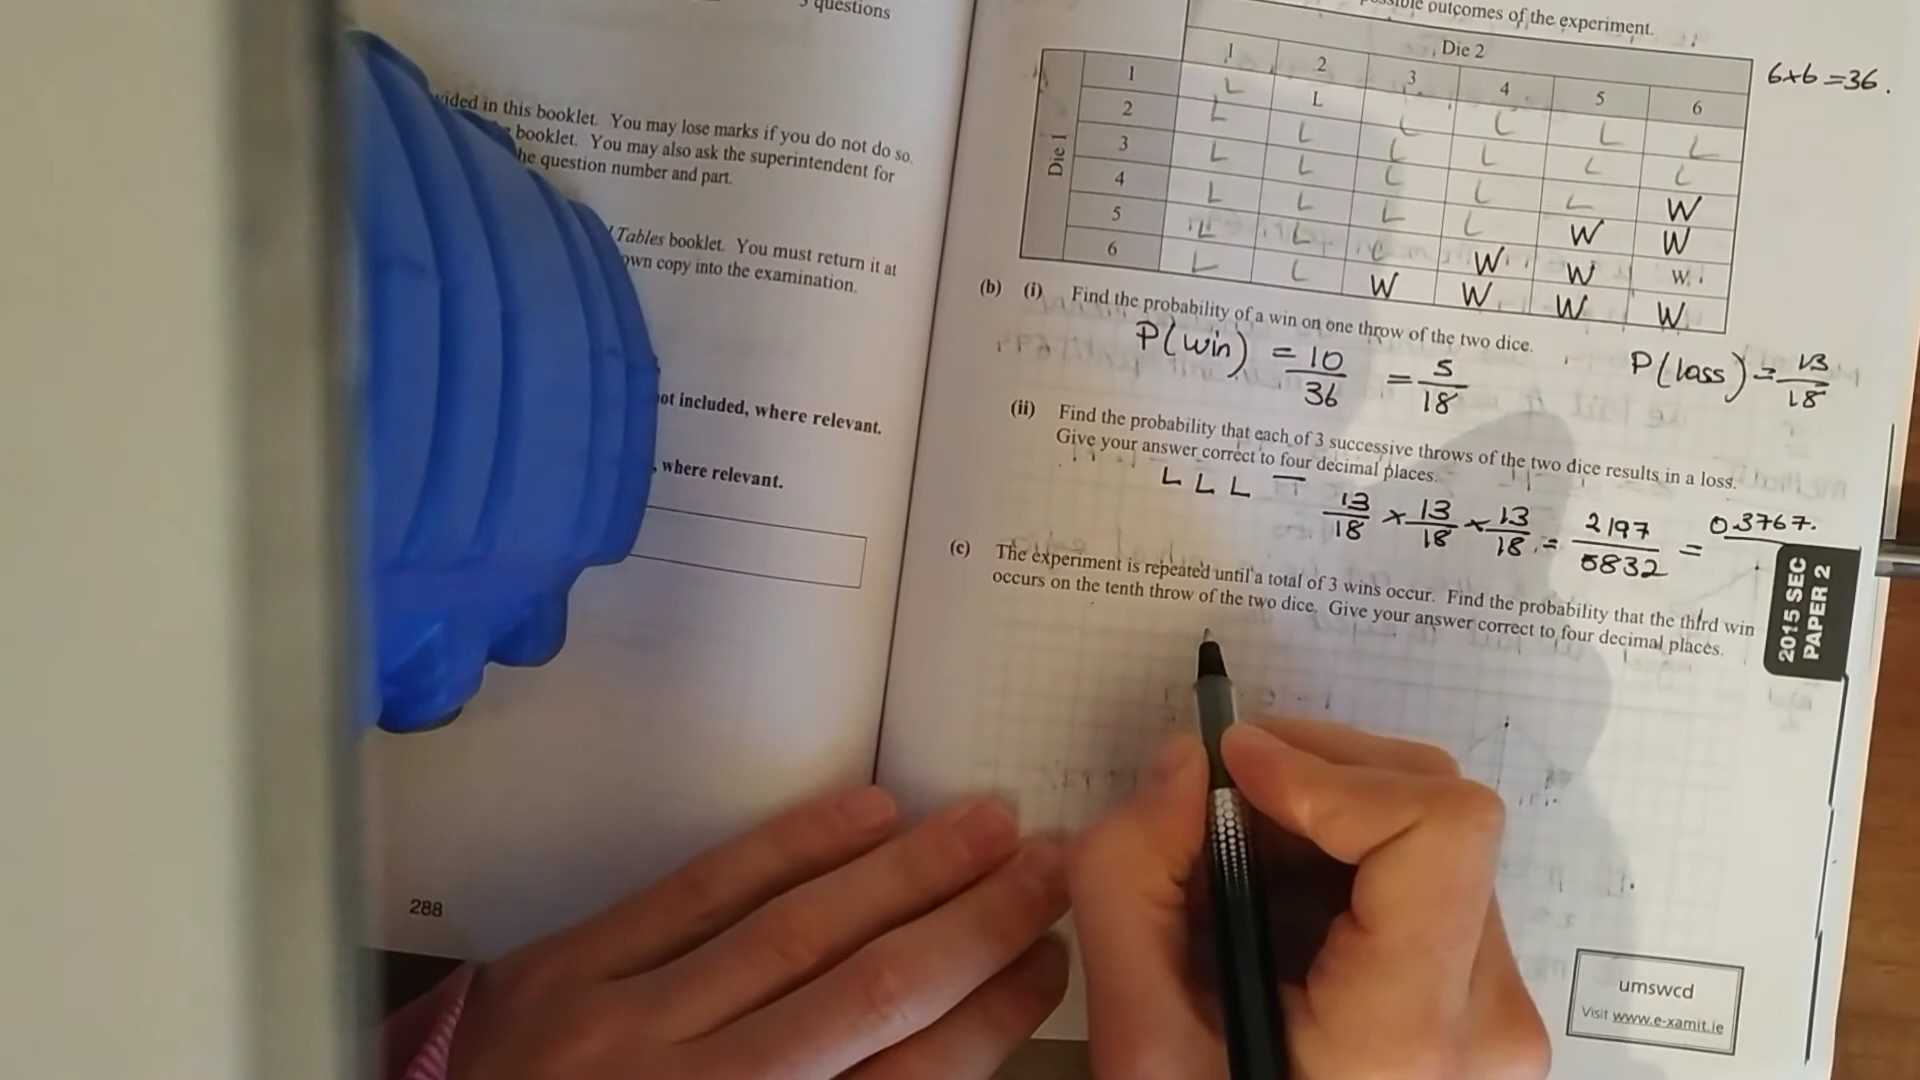 questions
ided in this booklet. You may lose marks if you do not do so.
booklet. You may also ask the superintendent for
he question number and part.
Tables booklet. You must return it at
own copy into the examination.
ot included, where relevant.
, where relevant.
288
outcomes of the experiment.
Die 2
6x6=36.
1 2 3 4 5 6
Die 1
1 L L L L L L
2 L L L L L L
3 L L L L L W
4 L L L L W W
5 L L L W W W
6 L L W W W W
(b) (i) Find the probability of a win on one throw of the two dice.
P(win) = 10/36 = 5/18
P(loss) = 13/18
(ii) Find the probability that each of 3 successive throws of the two dice results in a loss.
Give your answer correct to four decimal places.
L L L = 13/18 x 13/18 x 13/18 = 2197/5832 = 0.3767.
(c) The experiment is repeated until a total of 3 wins occur. Find the probability that the third win
occurs on the tenth throw of the two dice. Give your answer correct to four decimal places.
2015 SEC
PAPER 2
umswcd
Visit www.e-xamit.ie